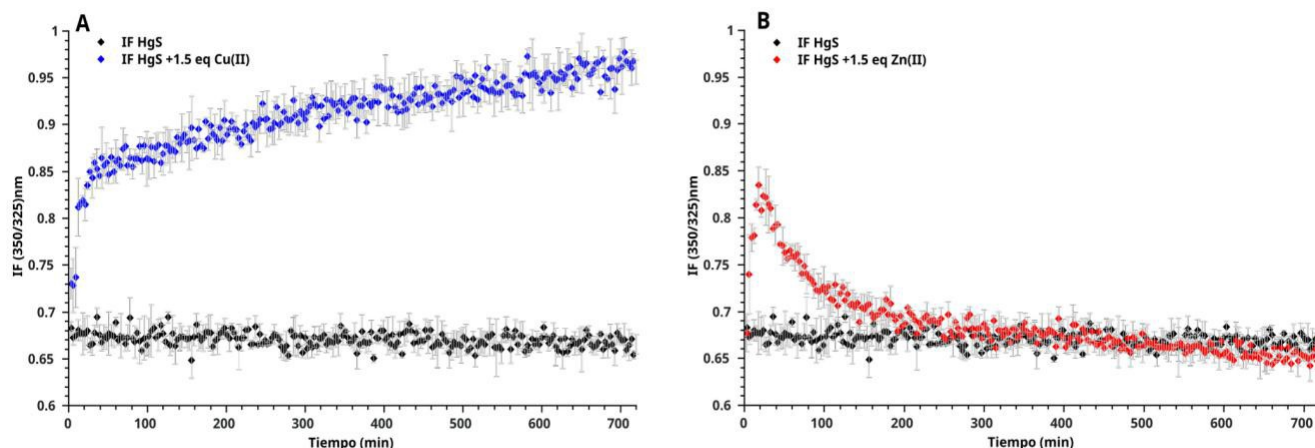 A
IF HgS
IF HgS +1.5 eq Cu(II)
IF (350/325)nm
1
0.95
0.9
0.85
0.8
0.75
0.7
0.65
0.6
0 100 200 300 400 500 600 700
Tiempo (min)
B
IF HgS
IF HgS +1.5 eq Zn(II)
IF (350/325)nm
1
0.95
0.9
0.85
0.8
0.75
0.7
0.65
0.6
0 100 200 300 400 500 600 700
Tiempo (min)